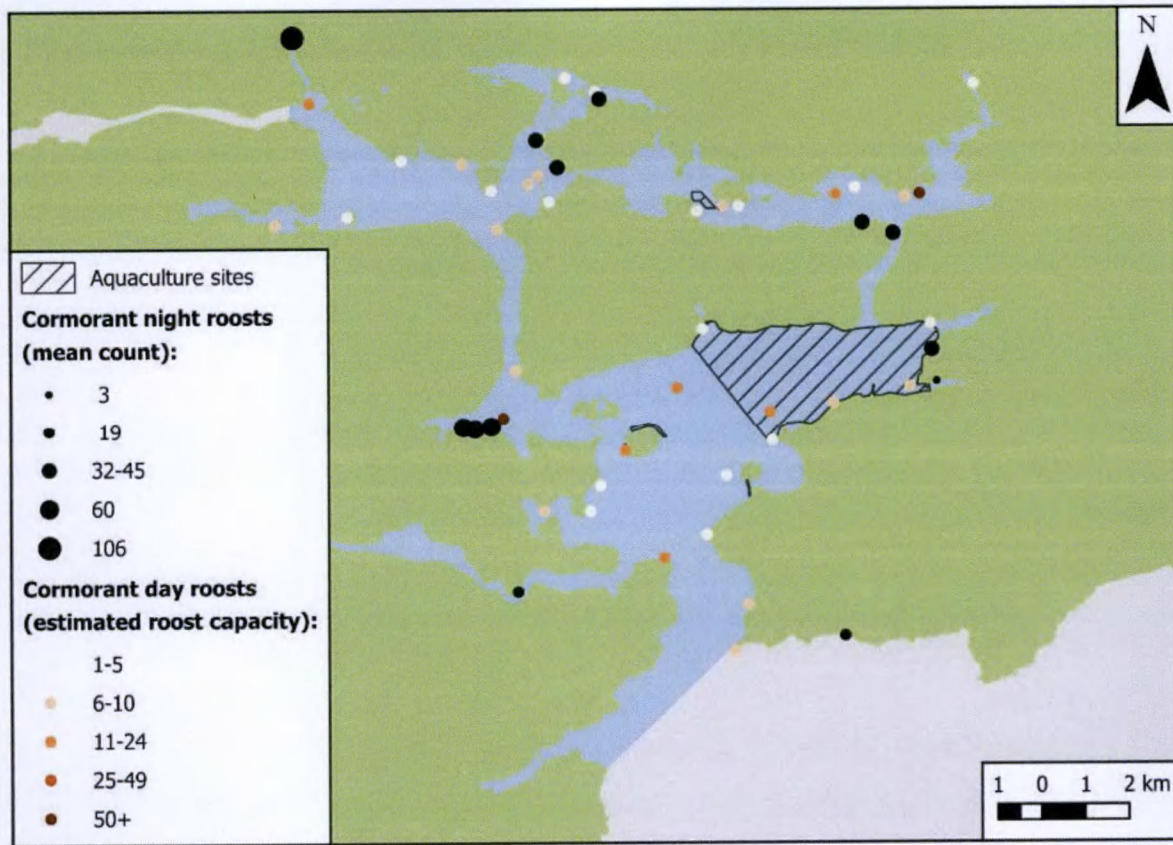 N
Aquaculture sites
Cormorant night roosts
(mean count):
3
19
32-45
60
106
Cormorant day roosts
(estimated roost capacity):
1-5
6-10
11-24
25-49
50+
1 0 1 2 km